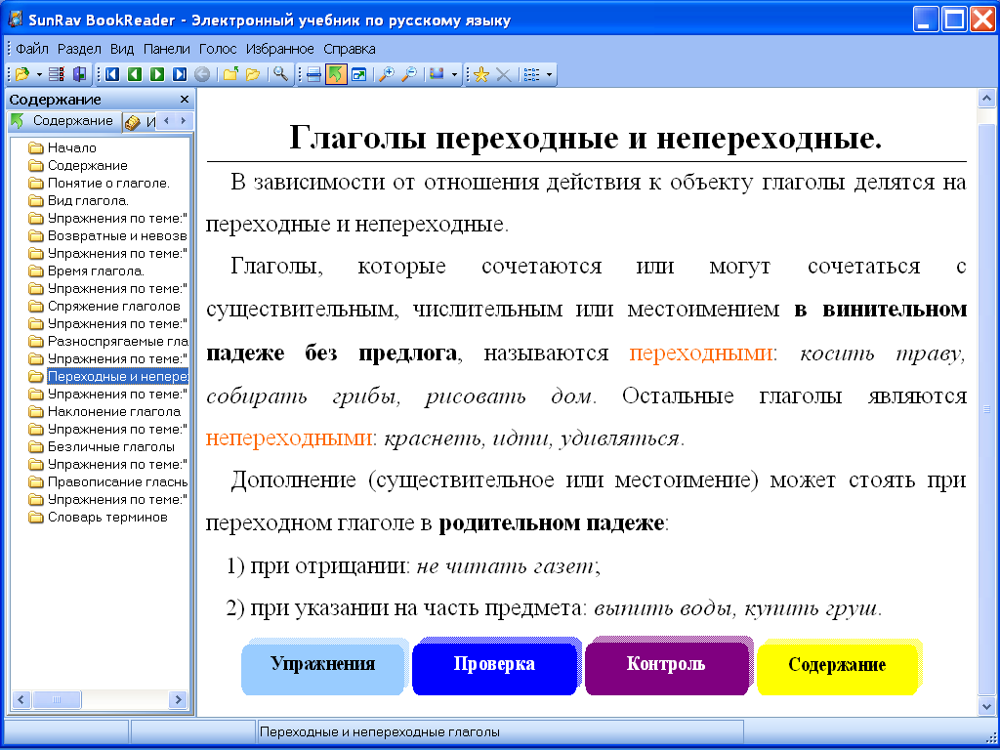 SunRav BookReader - Электронный учебник по русскому языку
Файл Раздел Вид Панели Голос Избранное Справка
Содержание
Содержание И
Начало
Содержание
Понятие о глаголе.
Вид глагола.
Упражнения по теме:"
Возвратные и невозв
Упражнения по теме:"
Время глагола.
Упражнения по теме:"
Спряжение глаголов
Упражнения по теме:"
Разноспрягаемые гла
Упражнения по теме:"
Переходные и непере
Упражнения по теме:"
Наклонение глагола
Упражнения по теме:"
Безличные глаголы
Упражнения по теме:"
Правописание гласнь
Упражнения по теме:"
Словарь терминов
Глаголы переходные и непереходные.
В зависимости от отношения действия к объекту глаголы делятся на
переходные и непереходные.
Глаголы, которые сочетаются или могут сочетаться с
существительным, числительным или местоимением в винительном
падеже без предлога, называются переходными: косить траву,
собирать грибы, рисовать дом. Остальные глаголы являются
непереходными: краснеть, идти, удивляться.
Дополнение (существительное или местоимение) может стоять при
переходном глаголе в родительном падеже:
1) при отрицании: не читать газет;
2) при указании на часть предмета: выпить воды, купить груш.
Упражнения Проверка Контроль Содержание
Переходные и непереходные глаголы